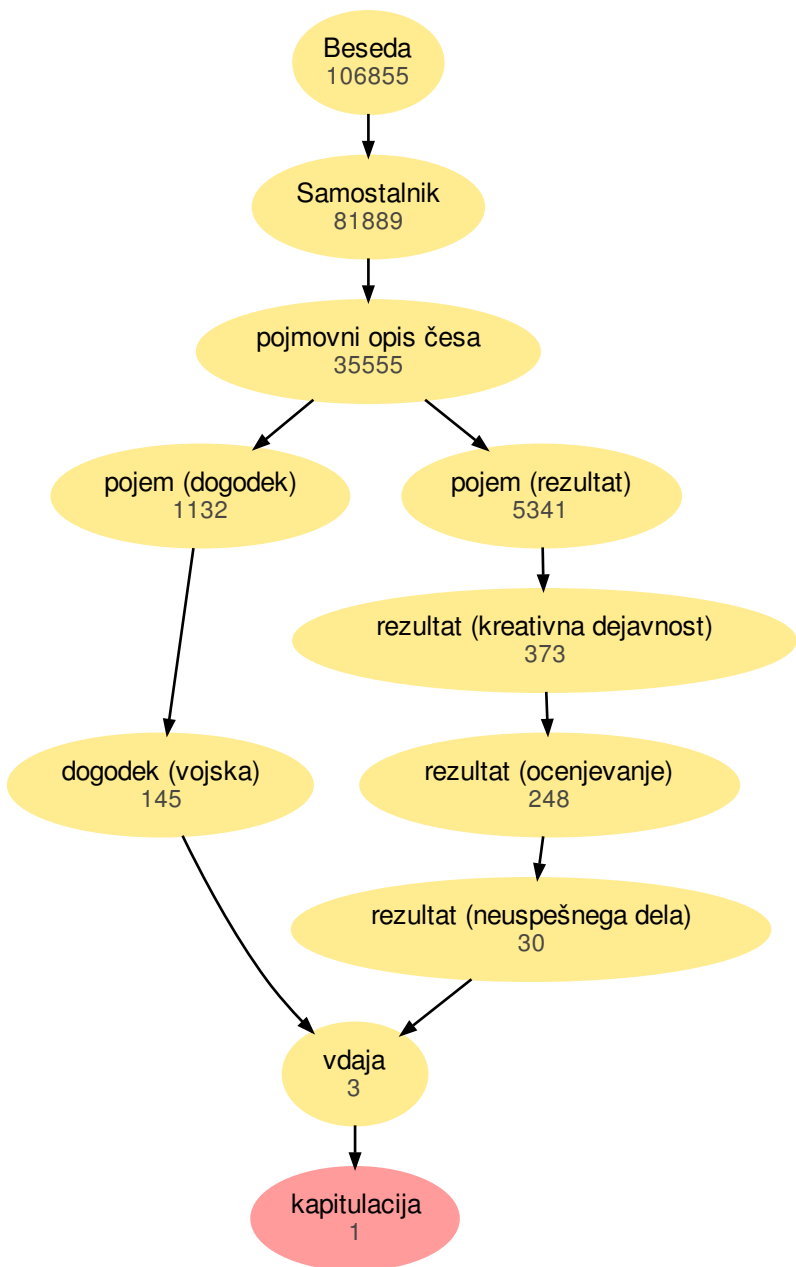 Beseda
106855
Samostalnik
81889
pojmovni opis česa
35555
pojem (dogodek)
1132
pojem (rezultat)
5341
rezultat (kreativna dejavnost)
373
dogodek (vojska)
145
rezultat (ocenjevanje)
248
rezultat (neuspešnega dela)
30
vdaja
3
kapitulacija
1